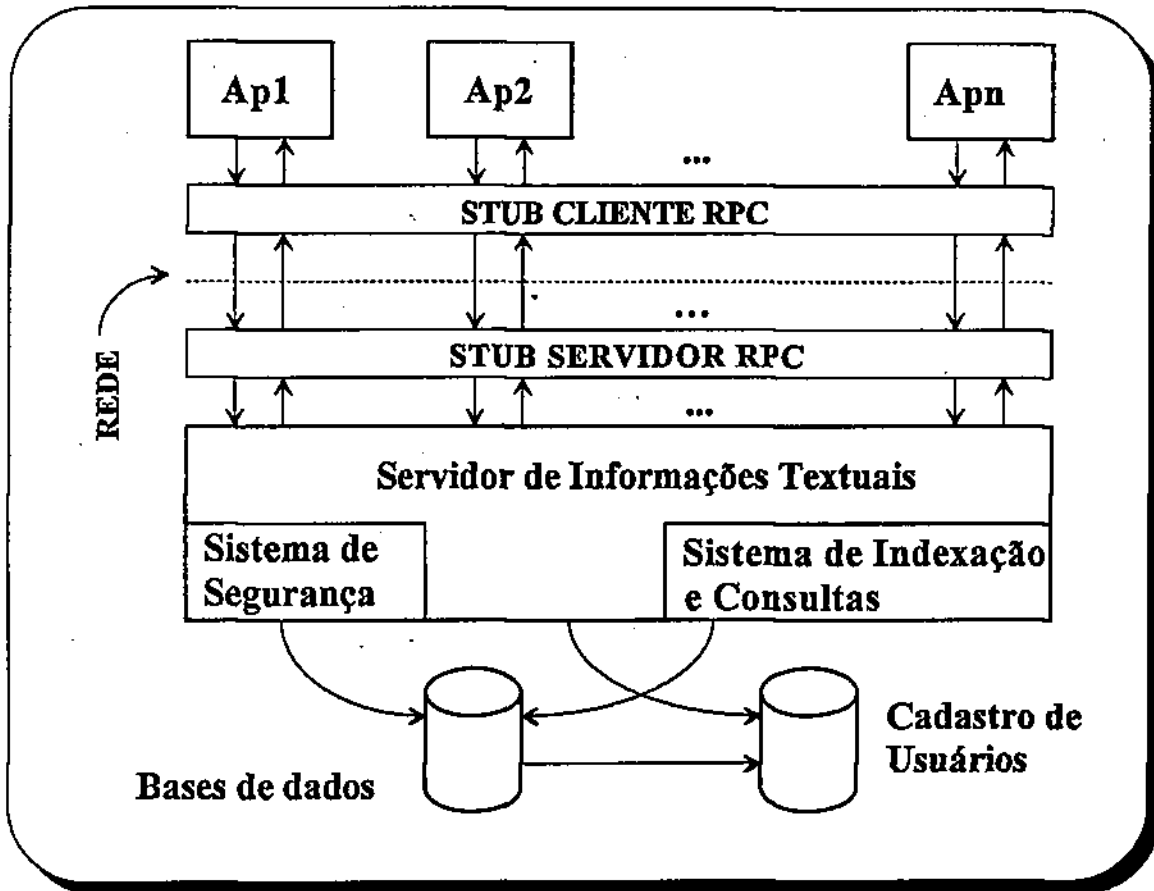 Ap1
Ap2
Apn
...
STUB CLIENTE RPC
...
STUB SERVIDOR RPC
REDE
...
Servidor de Informações Textuais
Sistema de
Segurança
Sistema de Indexação
e Consultas
Cadastro de
Usuários
Bases de dados